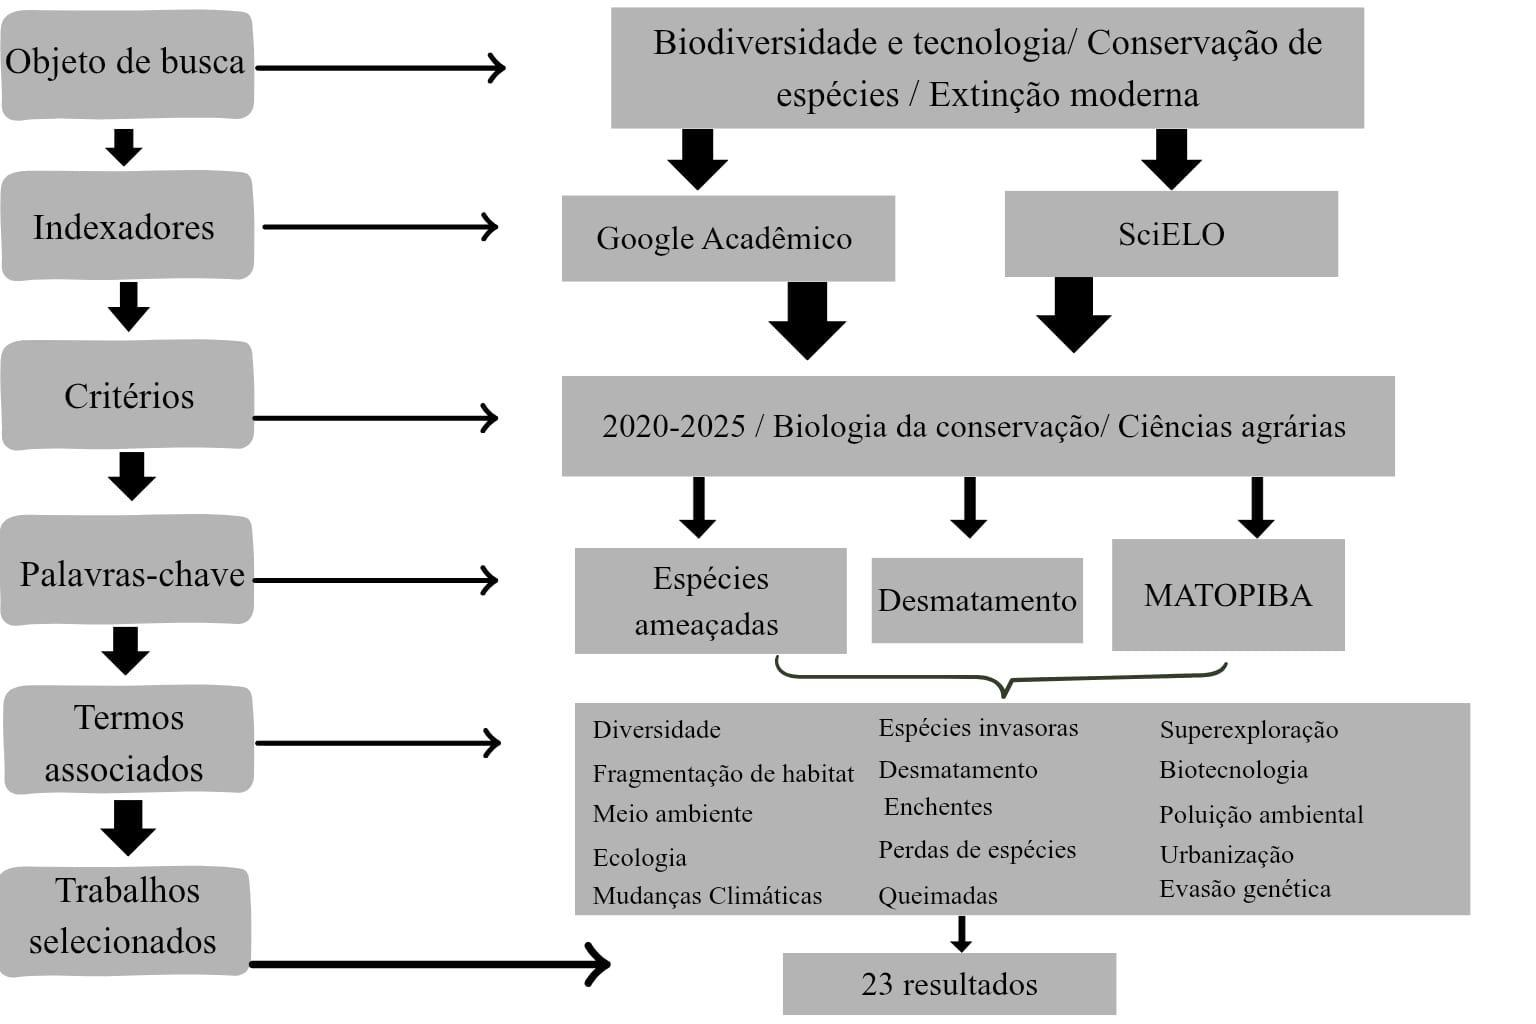 Objeto de busca
Biodiversidade e tecnologia/ Conservação de
espécies / Extinção moderna
Indexadores
Google Acadêmico
SciELO
Critérios
2020-2025 / Biologia da conservação/ Ciências agrárias
Palavras-chave
Espécies
ameaçadas
Desmatamento
MATOPIBA
Termos
associados
Diversidade
Fragmentação de habitat
Meio ambiente
Ecologia
Mudanças Climáticas
Espécies invasoras
Desmatamento
Enchentes
Perdas de espécies
Queimadas
Superexploração
Biotecnologia
Poluição ambiental
Urbanização
Evasão genética
Trabalhos
selecionados
23 resultados